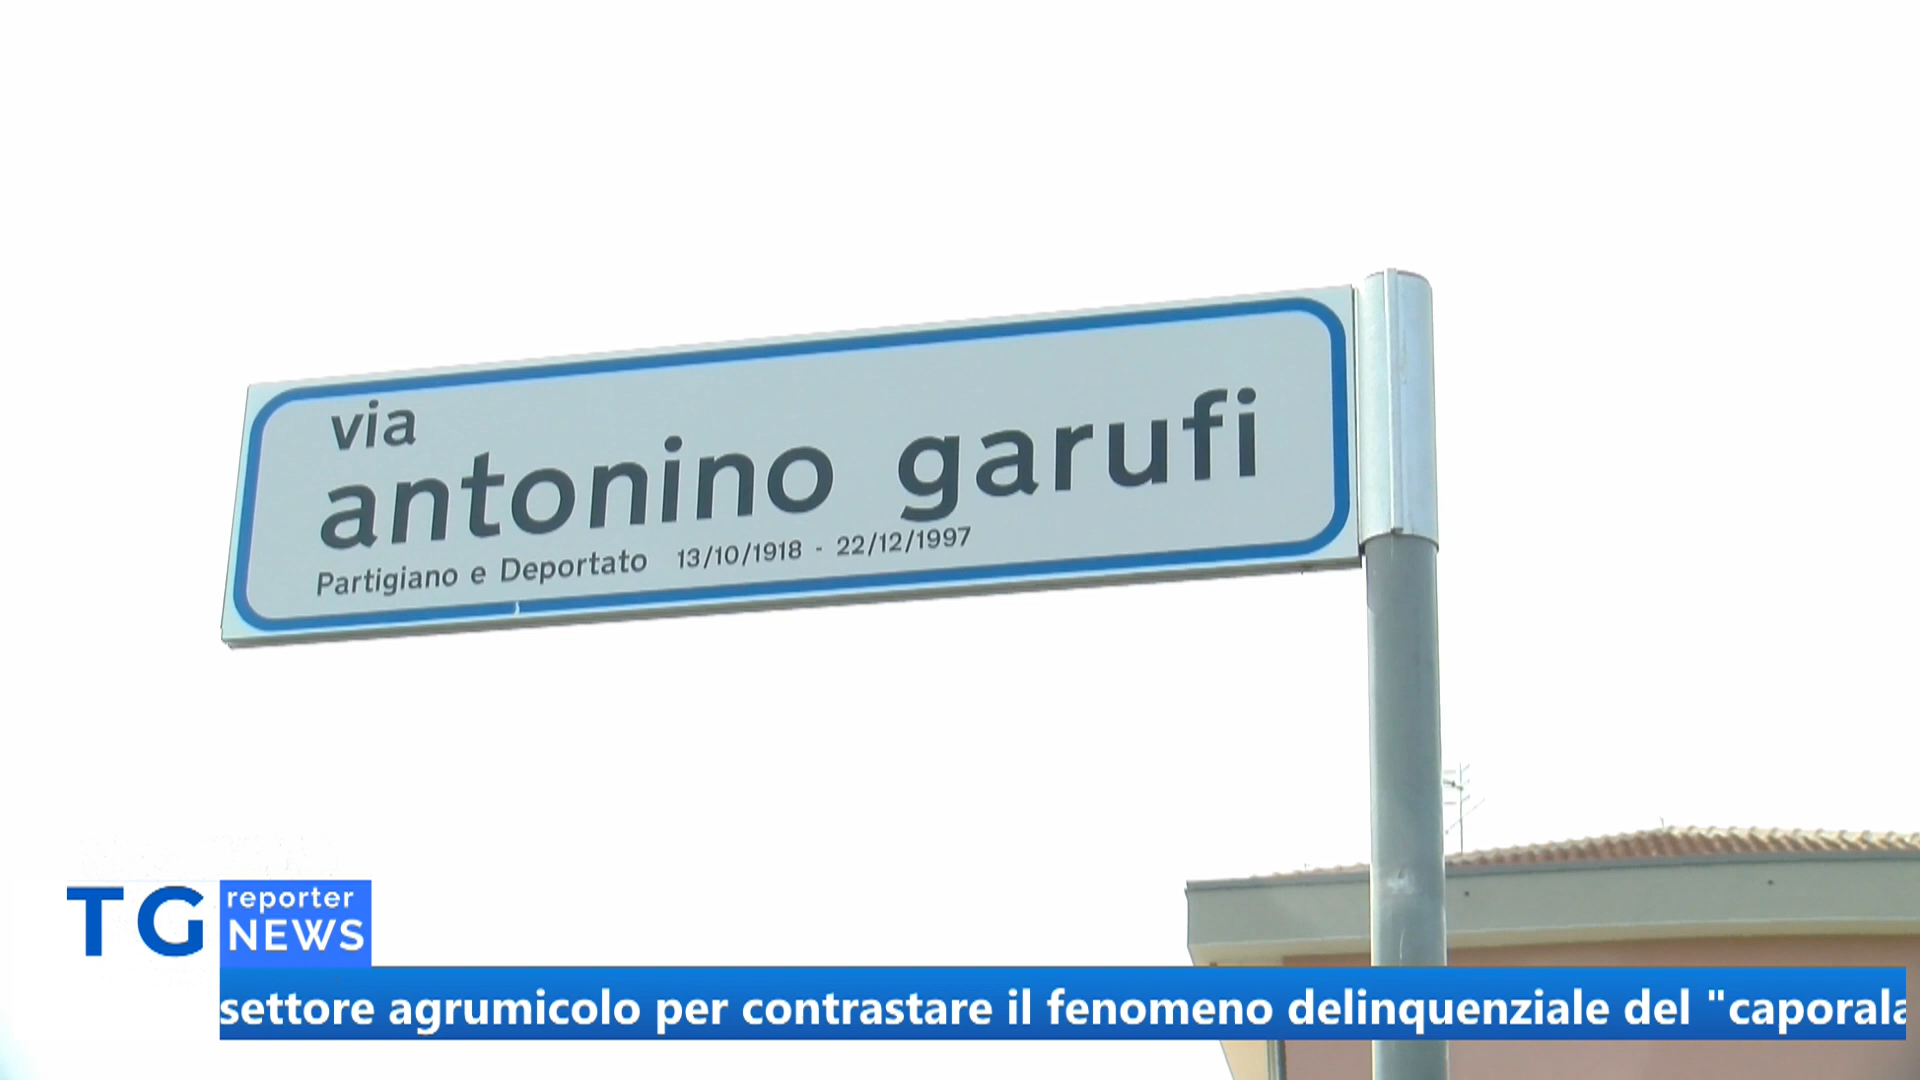 via
antonino garufi
Partigiano e Deportato 13/10/1918 - 22/12/1997
TG reporter
NEWS
settore agrumicolo per contrastare il fenomeno delinquenziale del "caporala